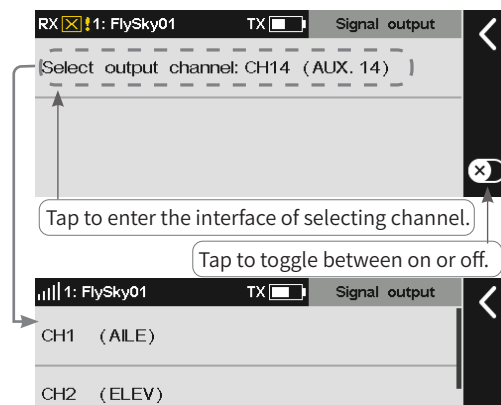 RX ! 1: FlySky01 TX Signal output
Select output channel: CH14 (AUX. 14)
Tap to enter the interface of selecting channel.
Tap to toggle between on or off.
1: FlySky01 TX Signal output
CH1 (AILE)
CH2 (ELEV)